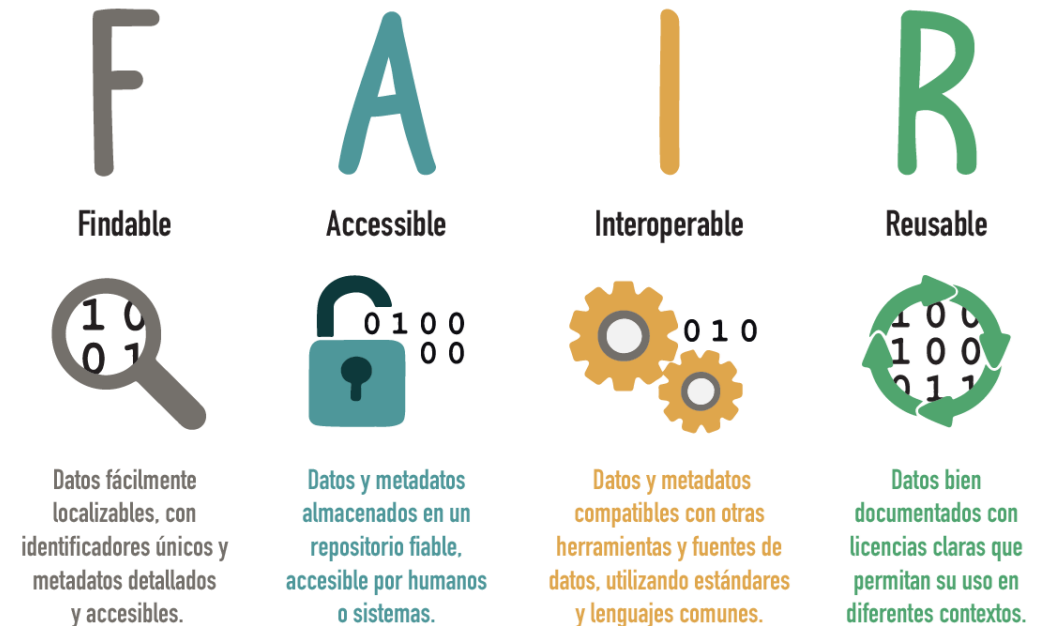 F A I R
Findable
Accessible
Interoperable
Reusable
1 0
0 1
0 1 0 0
0 0
0 1 0
1 0 0
1 0 0
0 1 1
Datos fácilmente
localizables, con
identificadores únicos y
metadatos detallados
y accesibles.
Datos y metadatos
almacenados en un
repositorio fiable,
accesible por humanos
o sistemas.
Datos y metadatos
compatibles con otras
herramientas y fuentes de
datos, utilizando estándares
y lenguajes comunes.
Datos bien
documentados con
licencias claras que
permitan su uso en
diferentes contextos.